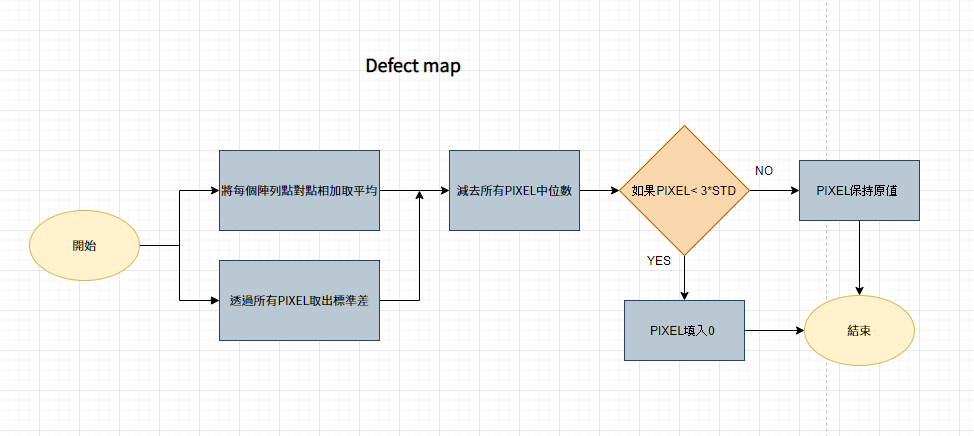 Defect map
開始
將每個陣列點對點相加取平均
透過所有PIXEL取出標準差
減去所有PIXEL中位數
如果PIXEL< 3*STD
NO
PIXEL保持原值
YES
PIXEL填入0
結束